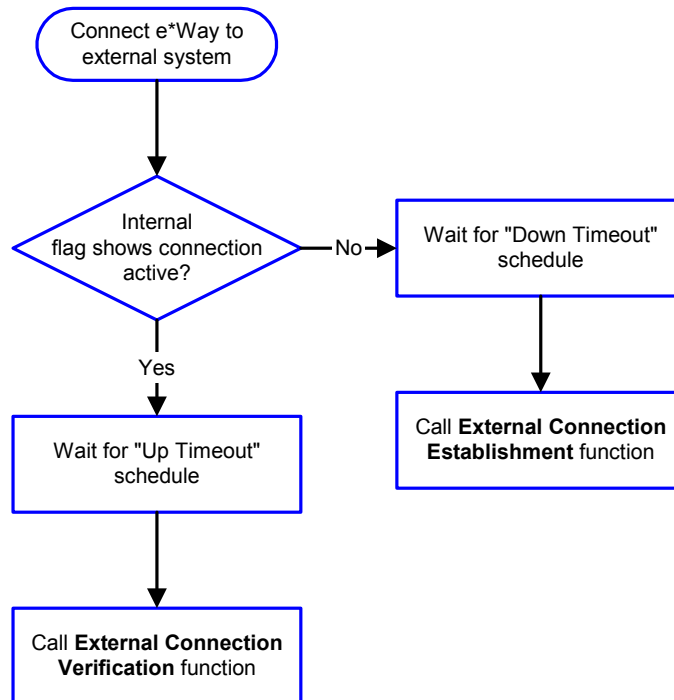 Connect e*Way to
external system
Internal
flag shows connection
active?
No
Wait for "Down Timeout"
schedule
Yes
Call External Connection
Establishment function
Wait for "Up Timeout"
schedule
Call External Connection
Verification function